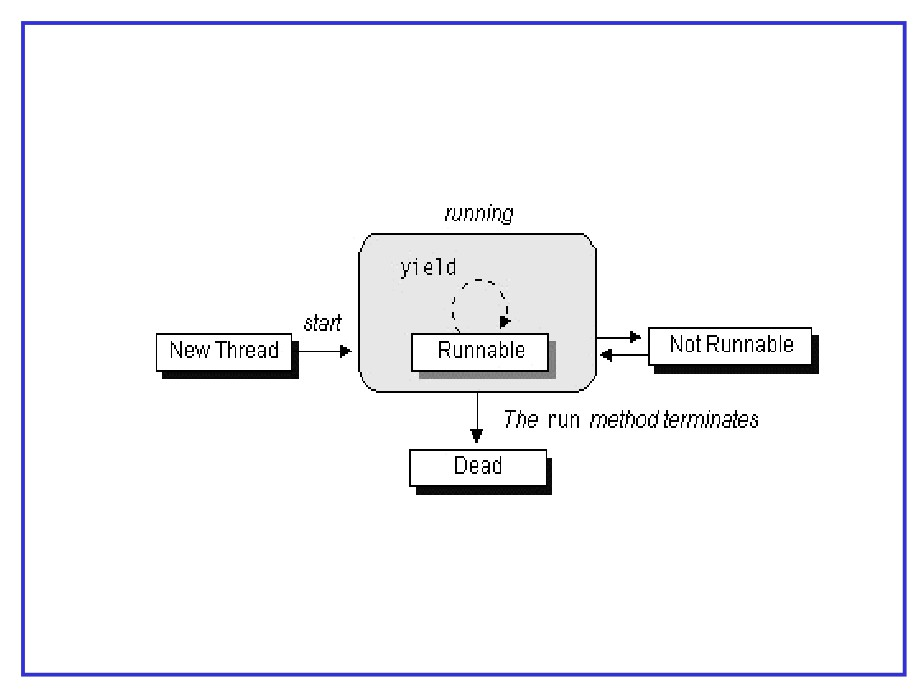 running
yield
start
New Thread
Runnable
Not Runnable
The run method terminates
Dead